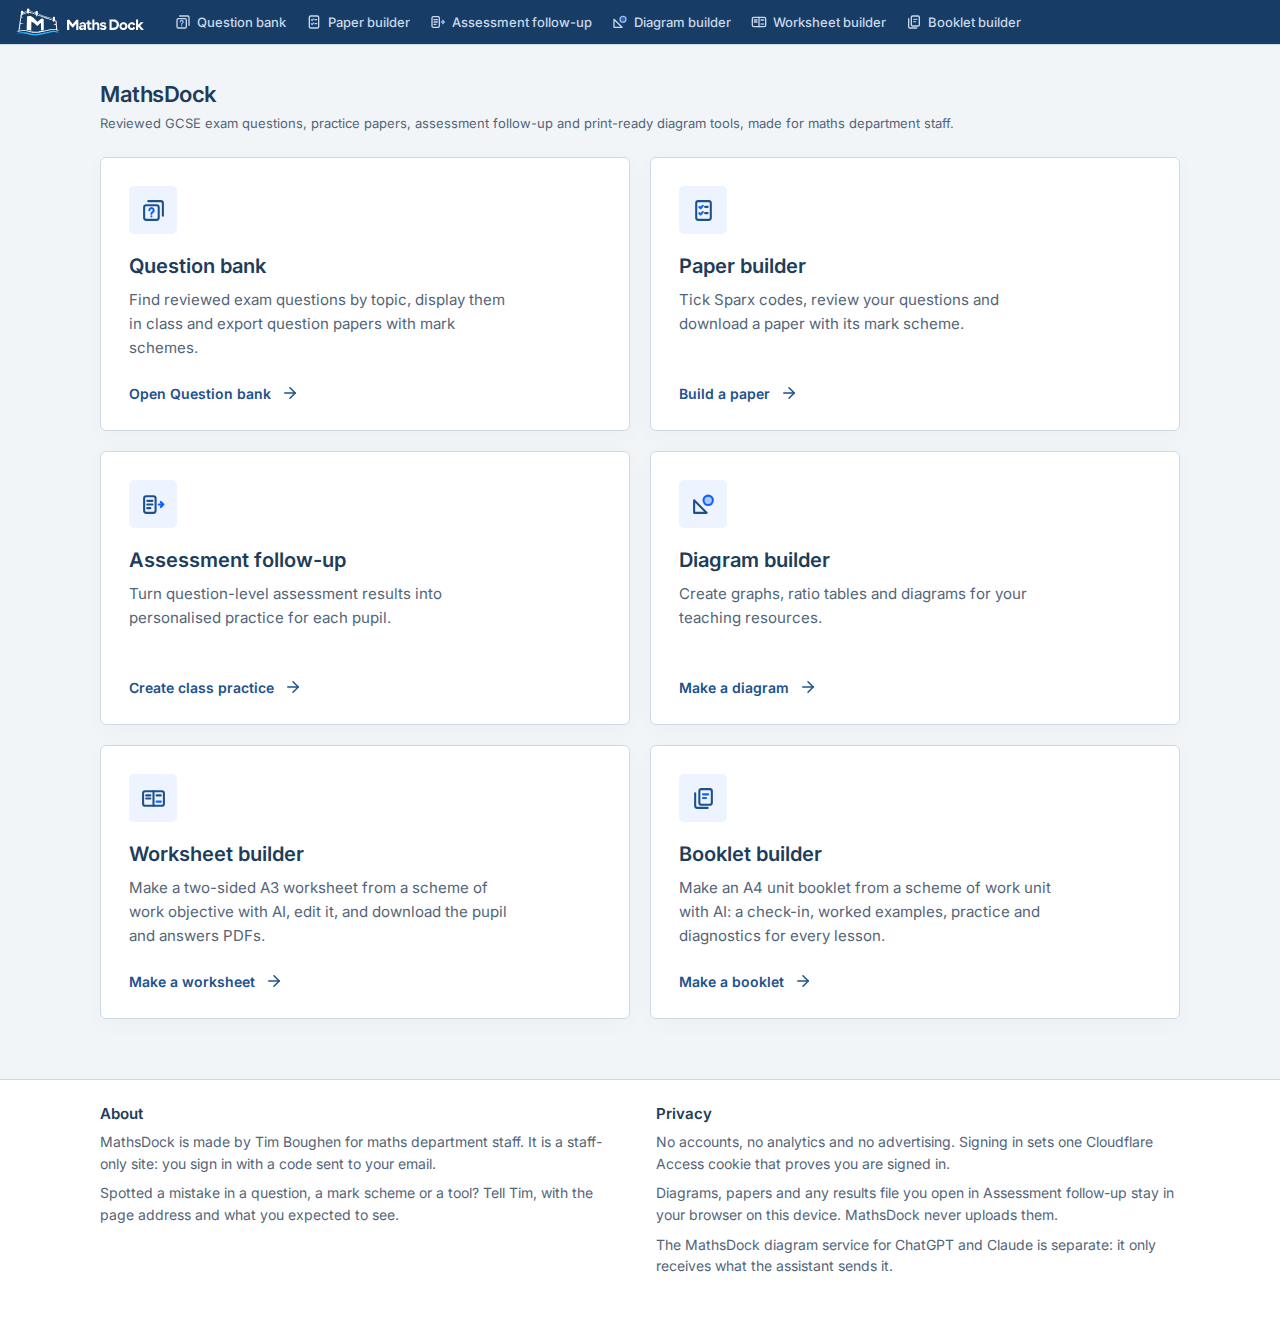 Maths Dock
Question bank
Paper builder
Assessment follow-up
Diagram builder
Worksheet builder
Booklet builder
MathsDock
Reviewed GCSE exam questions, practice papers, assessment follow-up and print-ready diagram tools, made for maths department staff.
Question bank
Find reviewed exam questions by topic, display them
in class and export question papers with mark
schemes.
Open Question bank
Paper builder
Tick Sparx codes, review your questions and
download a paper with its mark scheme.
Build a paper
Assessment follow-up
Turn question-level assessment results into
personalised practice for each pupil.
Create class practice
Diagram builder
Create graphs, ratio tables and diagrams for your
teaching resources.
Make a diagram
Worksheet builder
Make a two-sided A3 worksheet from a scheme of
work objective with AI, edit it, and download the pupil
and answers PDFs.
Make a worksheet
Booklet builder
Make an A4 unit booklet from a scheme of work unit
with AI: a check-in, worked examples, practice and
diagnostics for every lesson.
Make a booklet
About
MathsDock is made by Tim Boughen for maths department staff. It is a staff-
only site: you sign in with a code sent to your email.
Spotted a mistake in a question, a mark scheme or a tool? Tell Tim, with the
page address and what you expected to see.
Privacy
No accounts, no analytics and no advertising. Signing in sets one Cloudflare
Access cookie that proves you are signed in.
Diagrams, papers and any results file you open in Assessment follow-up stay in
your browser on this device. MathsDock never uploads them.
The MathsDock diagram service for ChatGPT and Claude is separate: it only
receives what the assistant sends it.